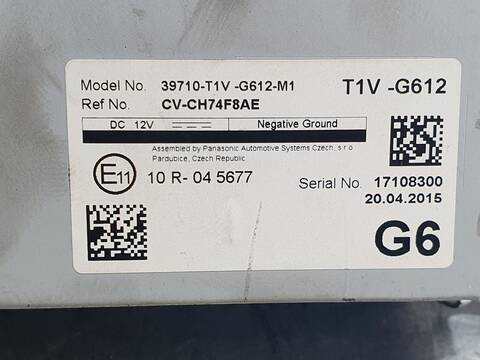 Model No. 39710-T1V -G612-M1 T1V -G612
Ref No. CV-CH74F8AE
DC 12V Negative Ground
Assembled by Panasonic Automotive Systems Czech, s.r.o
Pardubice, Czech Republic
E11 10 R- 04 5677 Serial No. 17108300
20.04.2015
G6